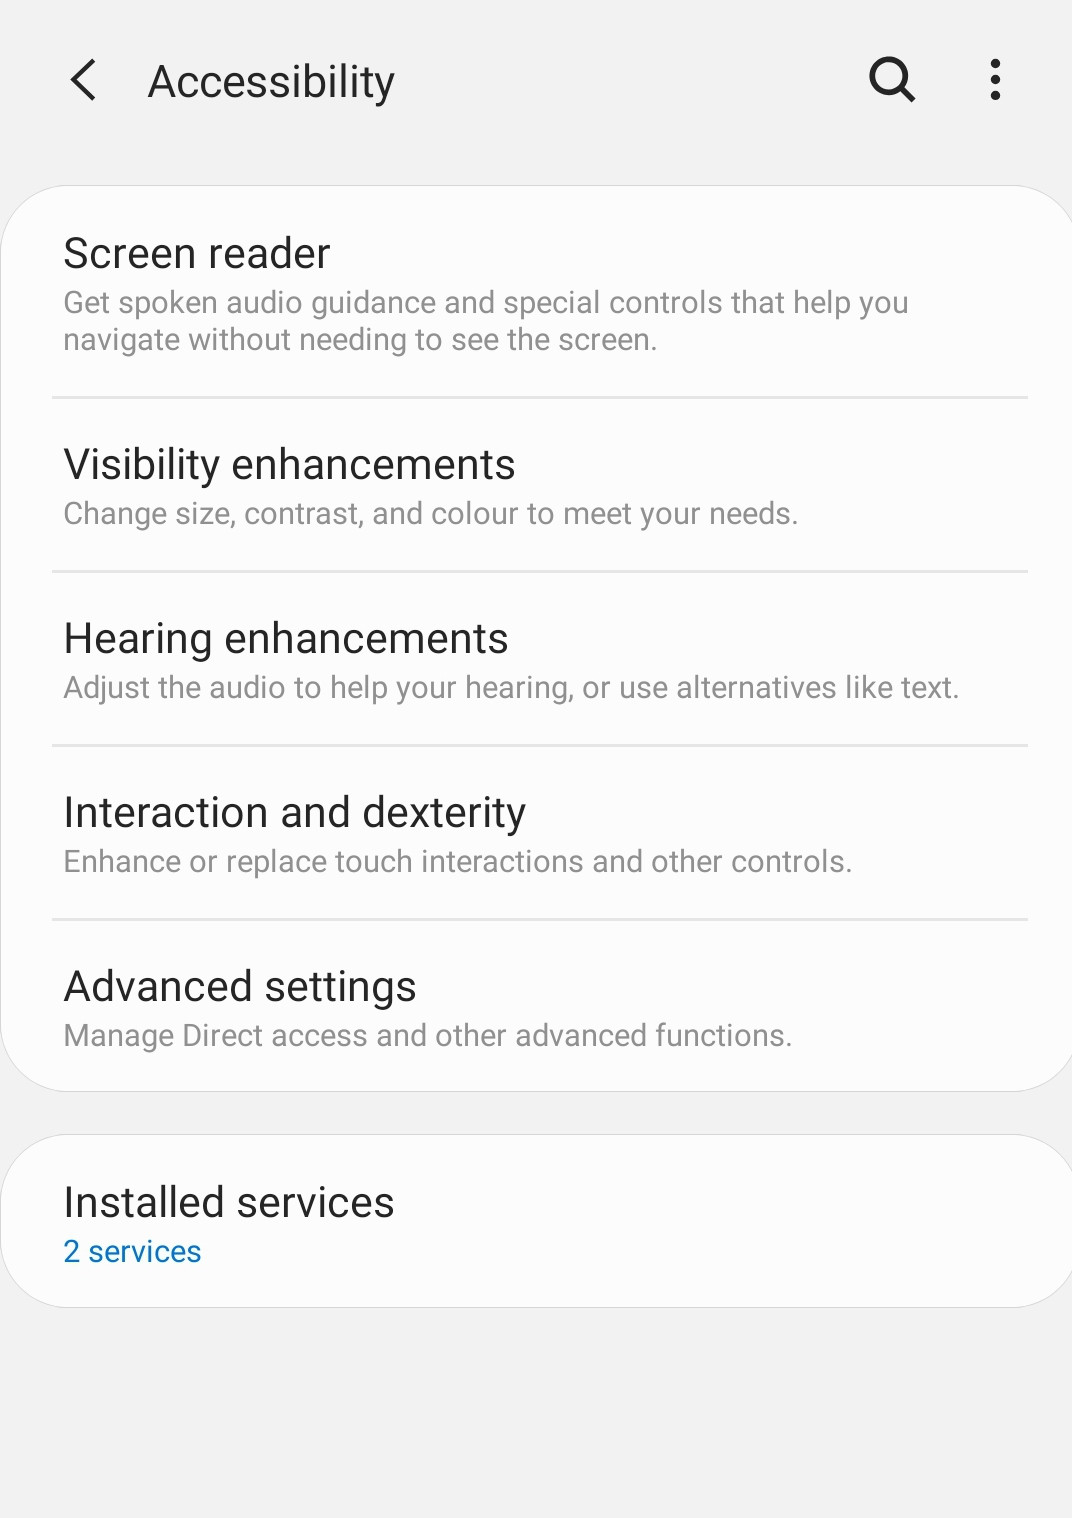 Accessibility
Screen reader
Get spoken audio guidance and special controls that help you
navigate without needing to see the screen.
Visibility enhancements
Change size, contrast, and colour to meet your needs.
Hearing enhancements
Adjust the audio to help your hearing, or use alternatives like text.
Interaction and dexterity
Enhance or replace touch interactions and other controls.
Advanced settings
Manage Direct access and other advanced functions.
Installed services
2 services